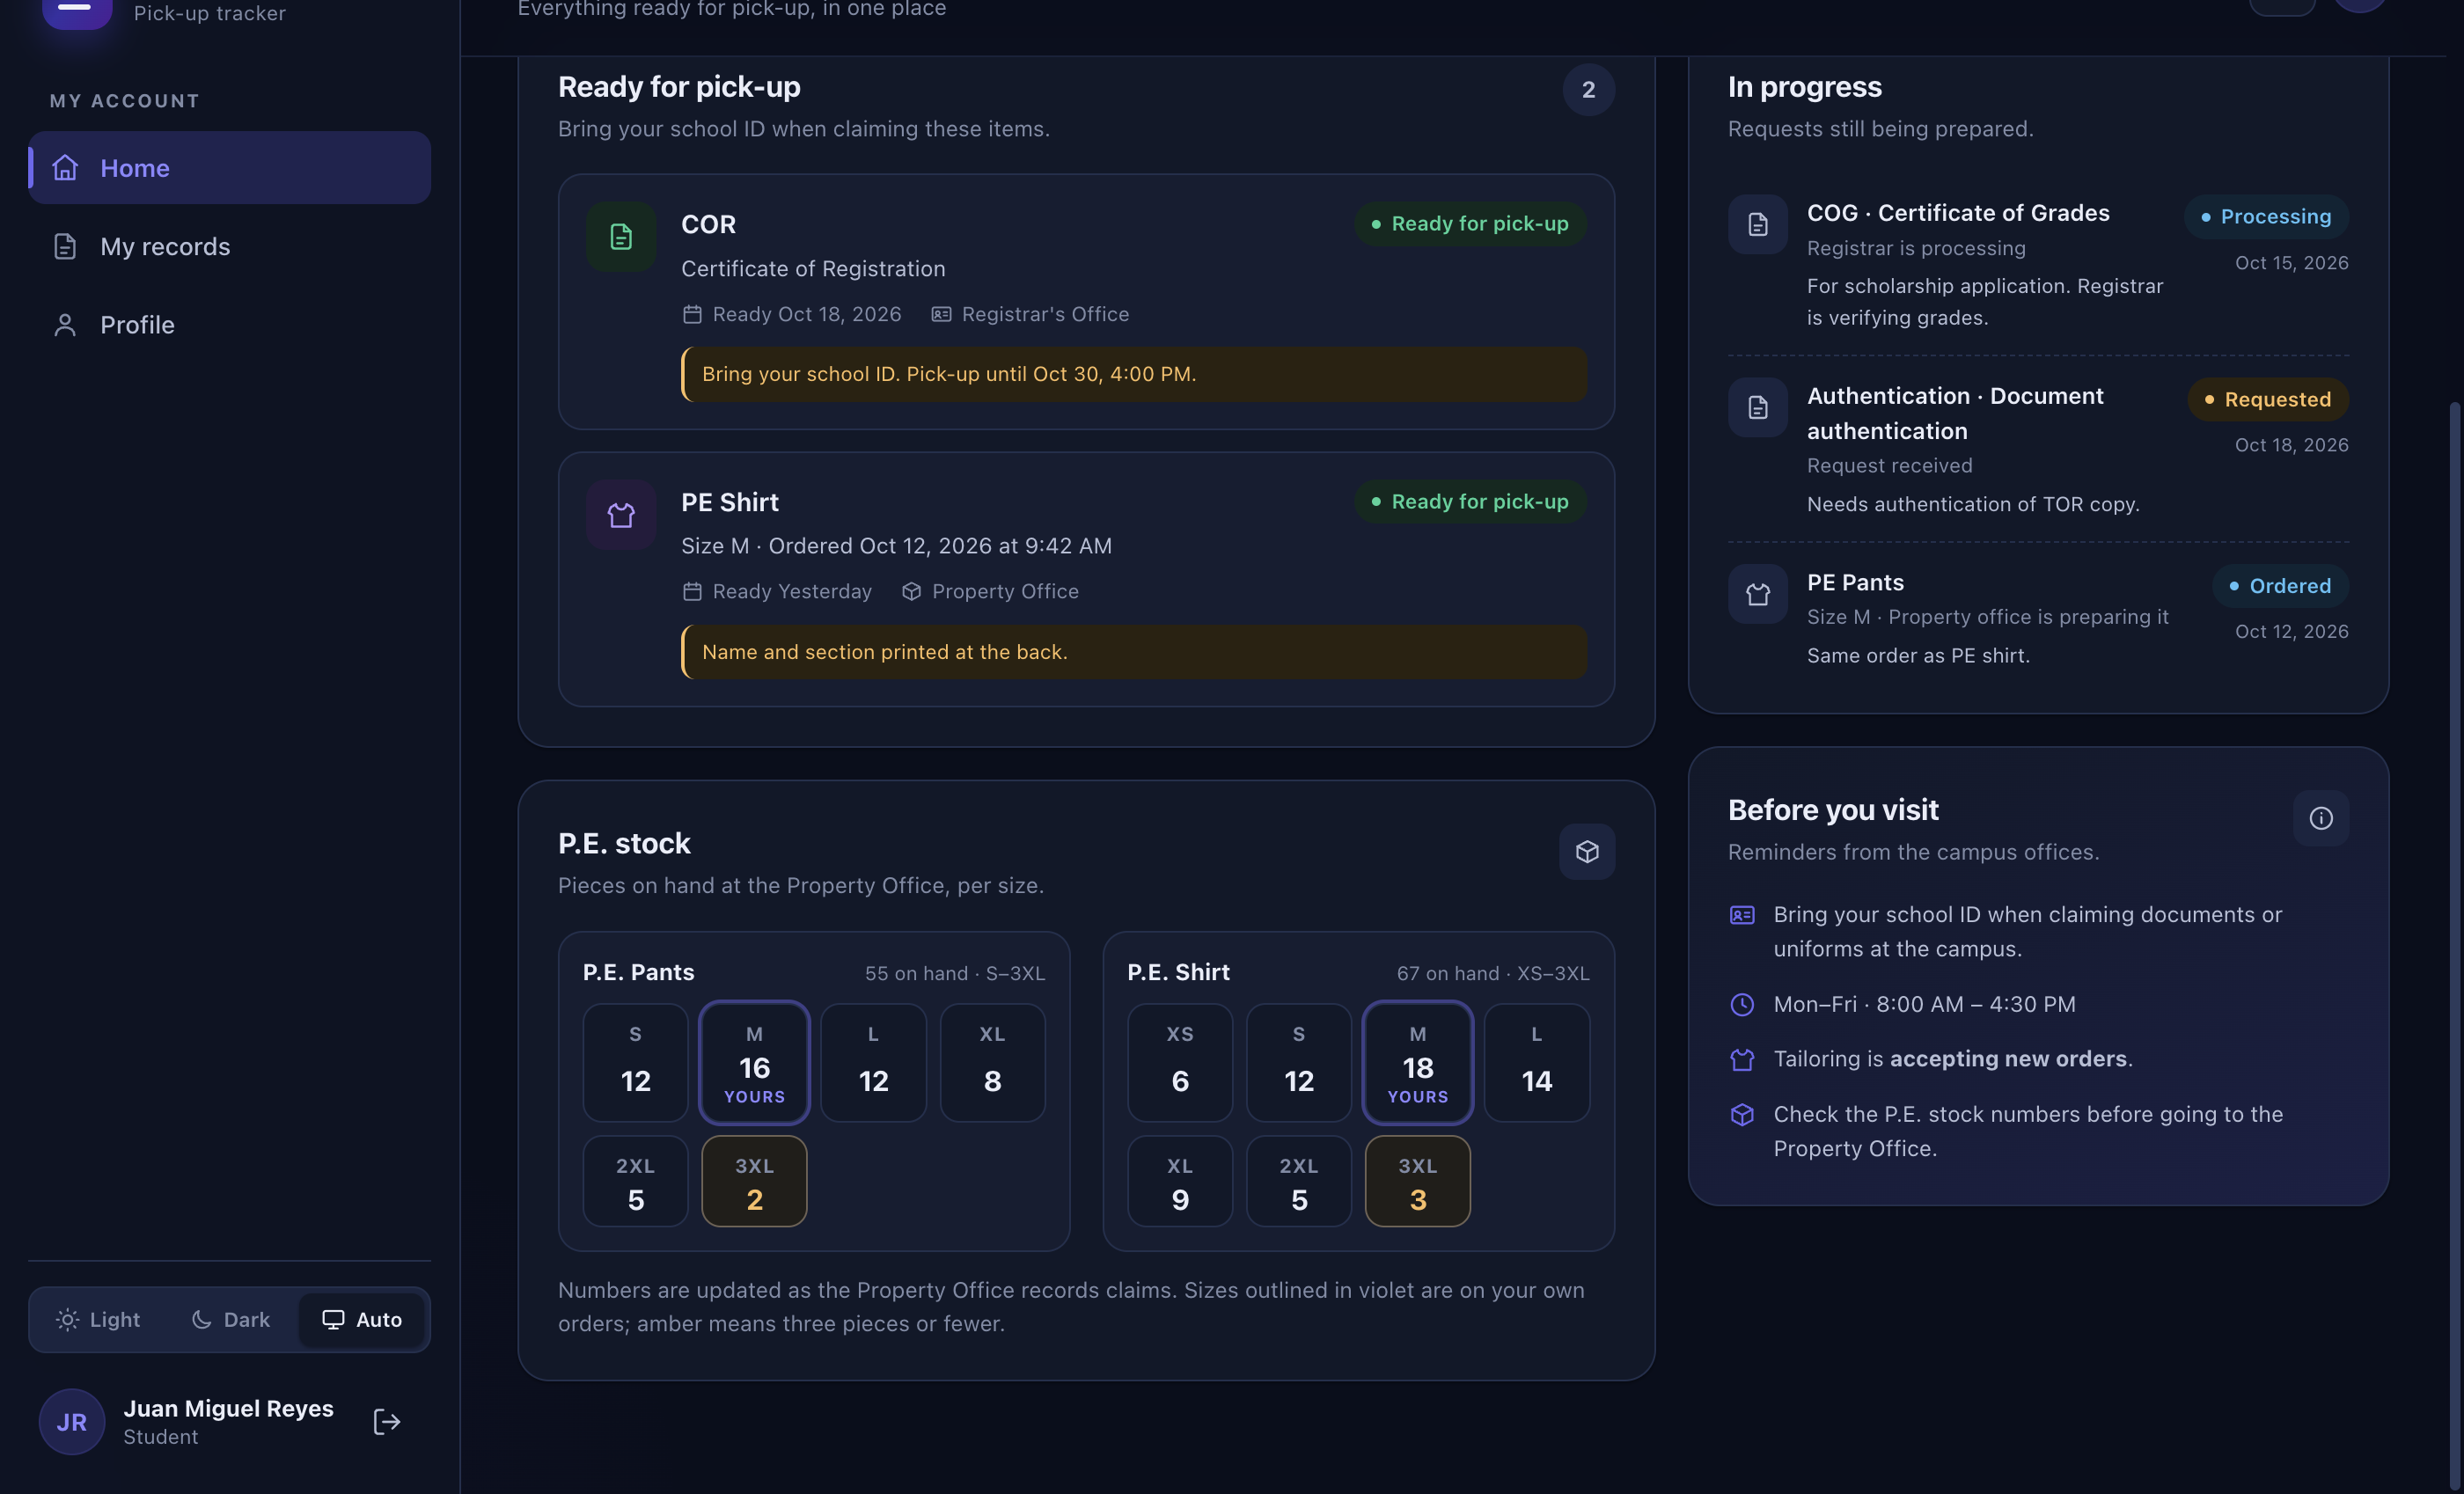 Pick-up tracker
MY ACCOUNT
Home
My records
Profile
Light
Dark
Auto
JR
Juan Miguel Reyes
Student
Everything ready for pick-up, in one place
Ready for pick-up
2
Bring your school ID when claiming these items.
COR
Ready for pick-up
Certificate of Registration
Ready Oct 18, 2026
Registrar's Office
Bring your school ID. Pick-up until Oct 30, 4:00 PM.
PE Shirt
Ready for pick-up
Size M · Ordered Oct 12, 2026 at 9:42 AM
Ready Yesterday
Property Office
Name and section printed at the back.
P.E. stock
Pieces on hand at the Property Office, per size.
P.E. Pants
55 on hand · S–3XL
S
12
M
16
YOURS
L
12
XL
8
2XL
5
3XL
2
P.E. Shirt
67 on hand · XS–3XL
XS
6
S
12
M
18
YOURS
L
14
XL
9
2XL
5
3XL
3
Numbers are updated as the Property Office records claims. Sizes outlined in violet are on your own
orders; amber means three pieces or fewer.
In progress
Requests still being prepared.
COG · Certificate of Grades
Processing
Registrar is processing
Oct 15, 2026
For scholarship application. Registrar
is verifying grades.
Authentication · Document
authentication
Requested
Oct 18, 2026
Request received
Needs authentication of TOR copy.
PE Pants
Ordered
Size M · Property office is preparing it
Oct 12, 2026
Same order as PE shirt.
Before you visit
Reminders from the campus offices.
Bring your school ID when claiming documents or
uniforms at the campus.
Mon–Fri · 8:00 AM – 4:30 PM
Tailoring is accepting new orders.
Check the P.E. stock numbers before going to the
Property Office.